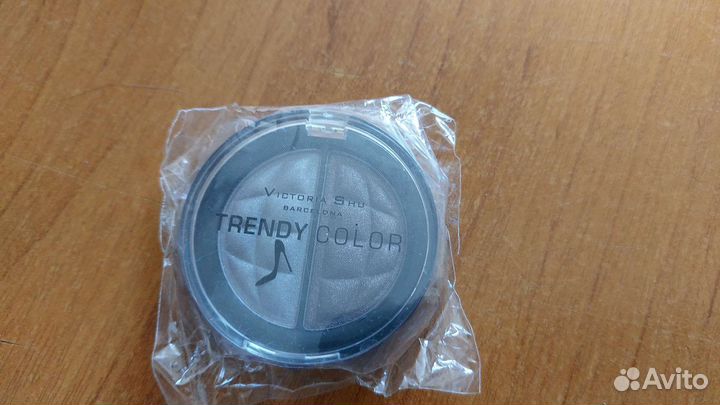 VICTORIA SHU
BARCELONA
TRENDY COLOR
Avito